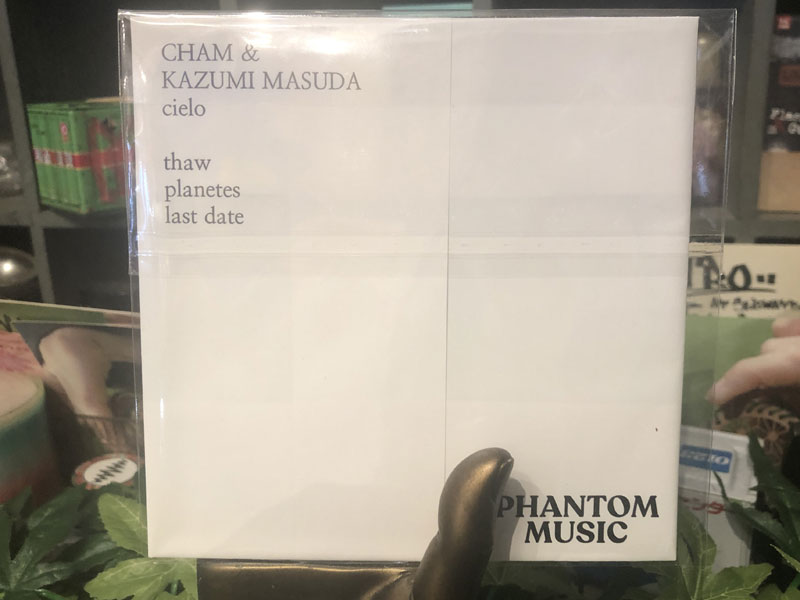 CHAM &
KAZUMI MASUDA
cielo
thaw
planetes
last date
PHANTOM
MUSIC